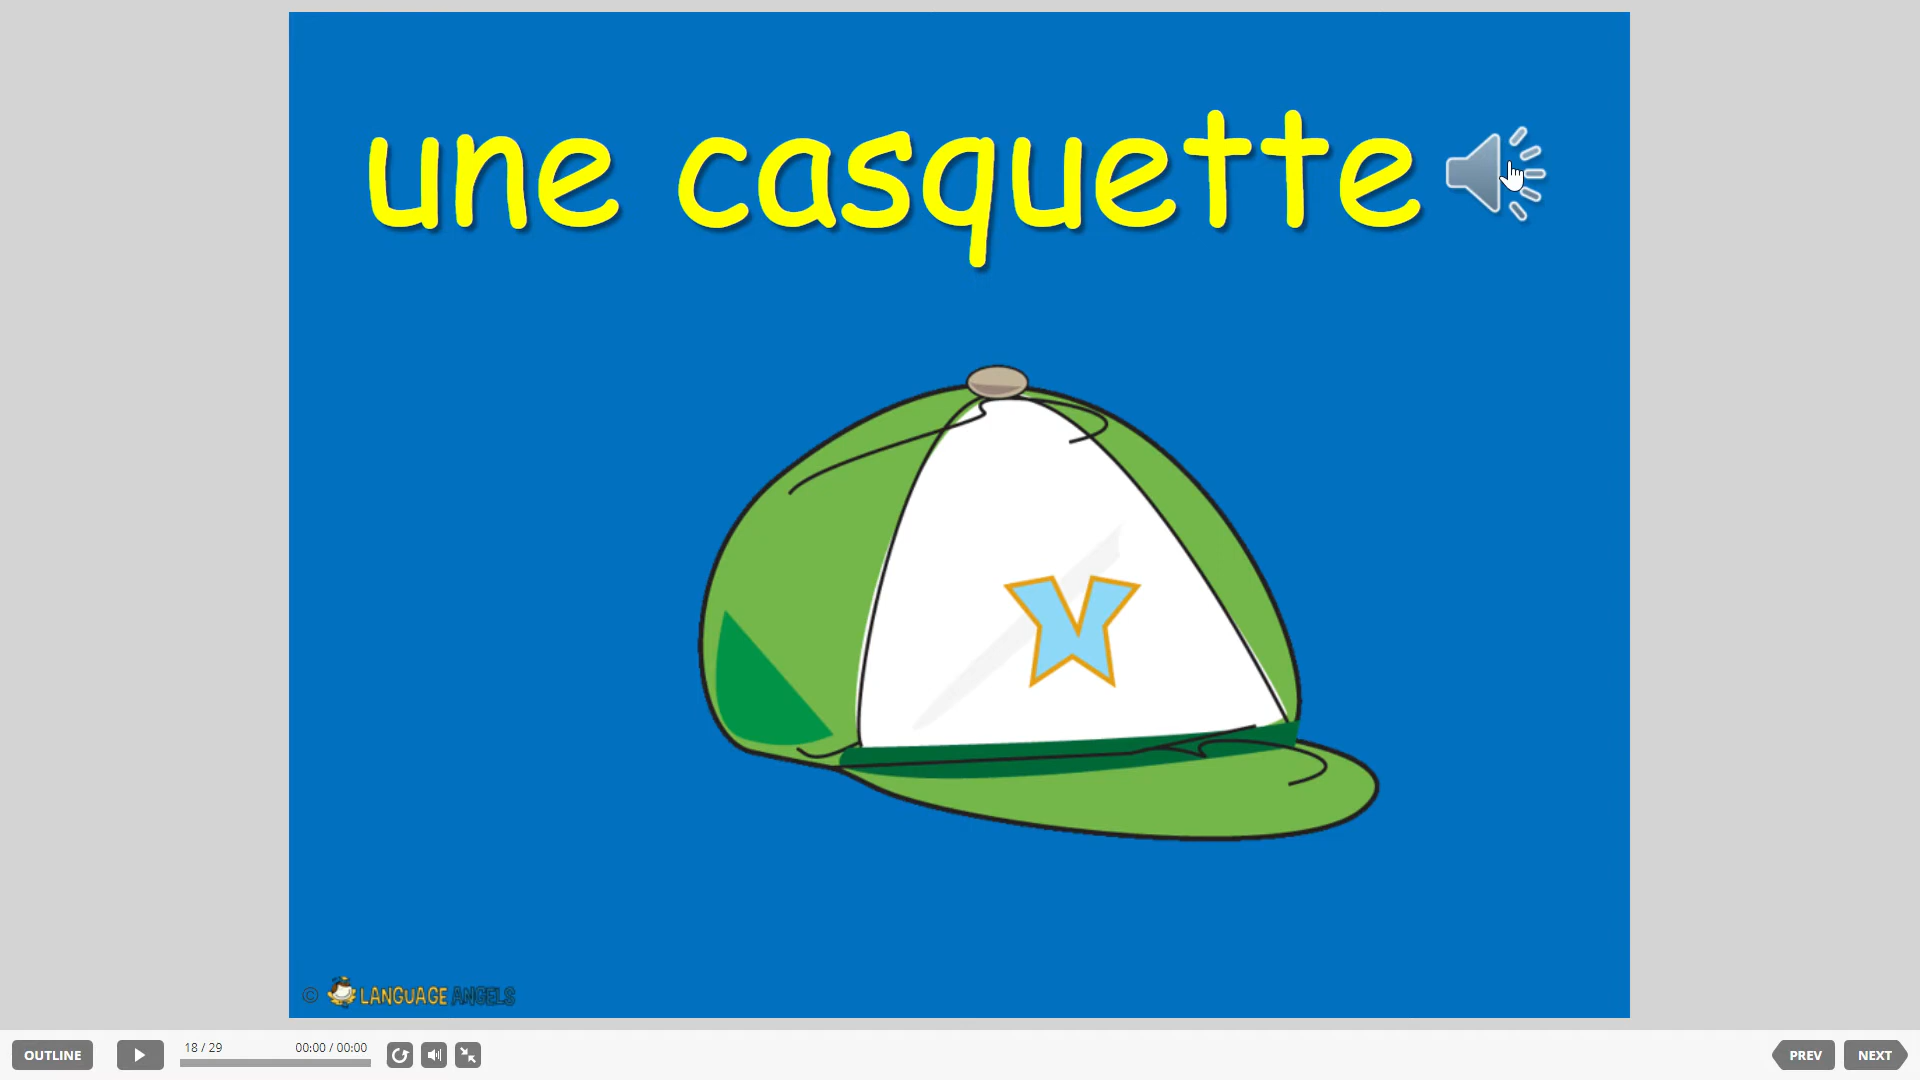 une casquette
© LANGUAGE ANGELS
OUTLINE
18 / 29
00:00 / 00:00
PREV
NEXT